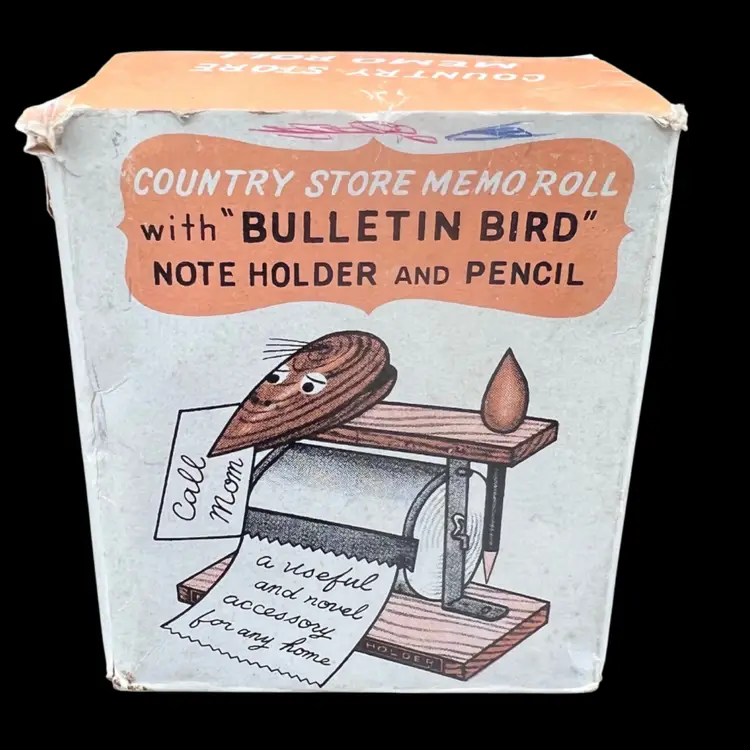 COUNTRY STORE
MEMO ROLL
COUNTRY STORE MEMO ROLL
with "BULLETIN BIRD"
NOTE HOLDER AND PENCIL
Call
Mom
a useful
and novel
accessory
for any home
HOLDER